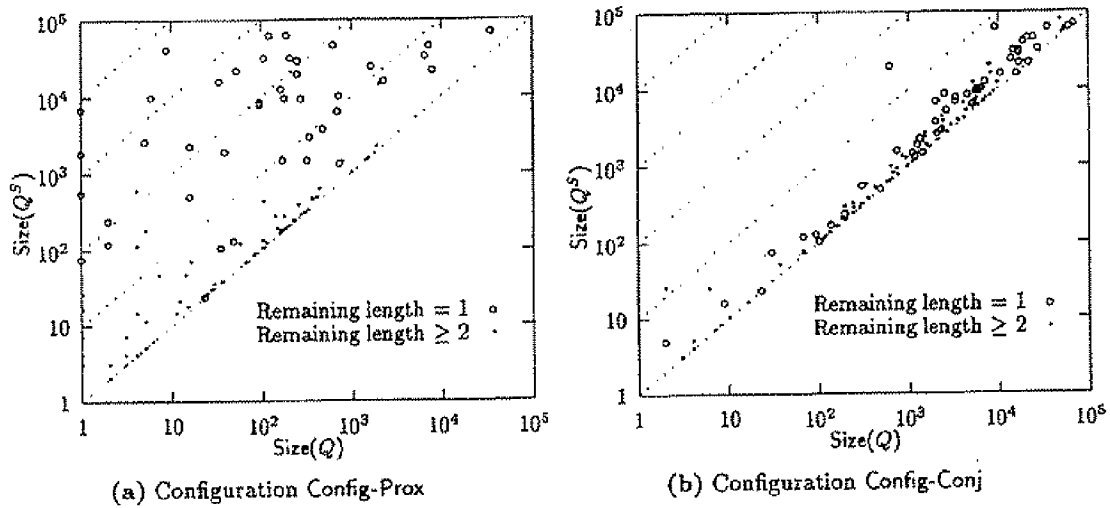 10^5
10^4
10^3
10^2
10
1
Size(Q^S)
Remaining length = 1
Remaining length ≥ 2
1 10 10^2 10^3 10^4 10^5
Size(Q)
(a) Configuration Config-Prox
10^5
10^4
10^3
10^2
10
1
Size(Q^S)
Remaining length = 1
Remaining length ≥ 2
1 10 10^2 10^3 10^4 10^5
Size(Q)
(b) Configuration Config-Conj